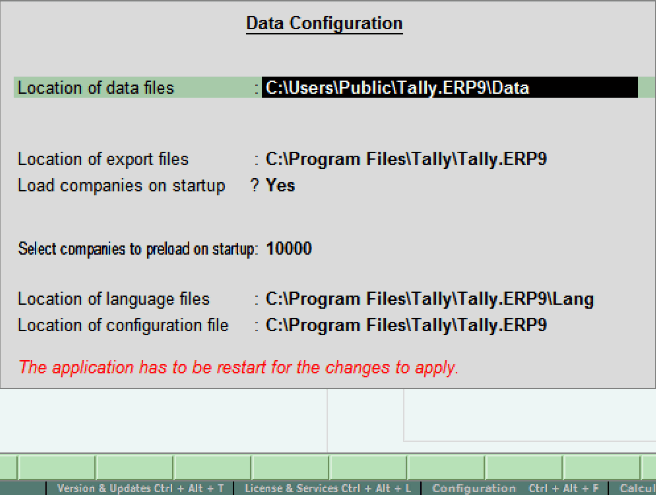 Data Configuration
Location of data files : C:\Users\Public\Tally.ERP9\Data
Location of export files : C:\Program Files\Tally\Tally.ERP9
Load companies on startup ? Yes
Select companies to preload on startup: 10000
Location of language files : C:\Program Files\Tally\Tally.ERP9\Lang
Location of configuration file : C:\Program Files\Tally\Tally.ERP9
The application has to be restart for the changes to apply.
Version & Updates Ctrl + Alt + T License & Services Ctrl + Alt + L Configuration Ctrl + Alt + F Calcul